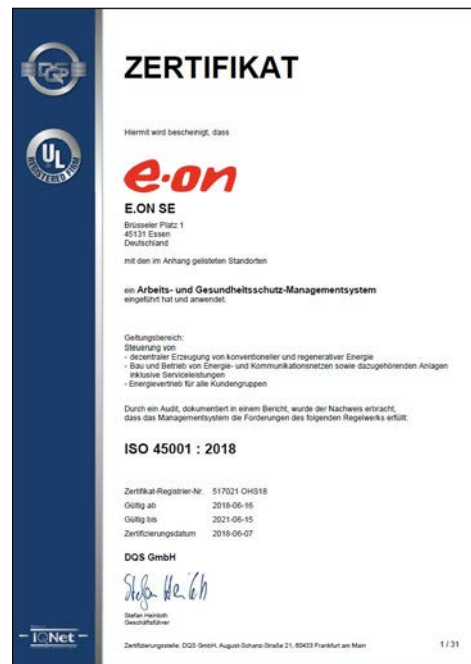 DQS
UL
REGISTERED FIRM
ZERTIFIKAT
Hiermit wird bescheinigt, dass
e·on
E.ON SE
Brüsseler Platz 1
45131 Essen
Deutschland
mit den im Anhang gelisteten Standorten
ein Arbeits- und Gesundheitsschutz-Managementsystem
eingeführt hat und anwendet.
Geltungsbereich:
Steuerung von
- dezentraler Erzeugung von konventioneller und regenerativer Energie
- Bau und Betrieb von Energie- und Kommunikationsnetzen sowie dazugehörenden Anlagen
inklusive Serviceleistungen
- Energievertrieb für alle Kundengruppen
Durch ein Audit, dokumentiert in einem Bericht, wurde der Nachweis erbracht,
dass das Managementsystem die Forderungen des folgenden Regelwerks erfüllt:
ISO 45001 : 2018
Zertifikat-Registrier-Nr. 517021 OHS18
Gültig ab 2018-06-16
Gültig bis 2021-06-15
Zertifizierungsdatum 2018-06-07
DQS GmbH
Stefan Heinloth
Stefan Heinloth
Geschäftsführer
IQNet
Zertifizierungsstelle: DQS GmbH, August-Schanz-Straße 21, 60433 Frankfurt am Main 1 / 31